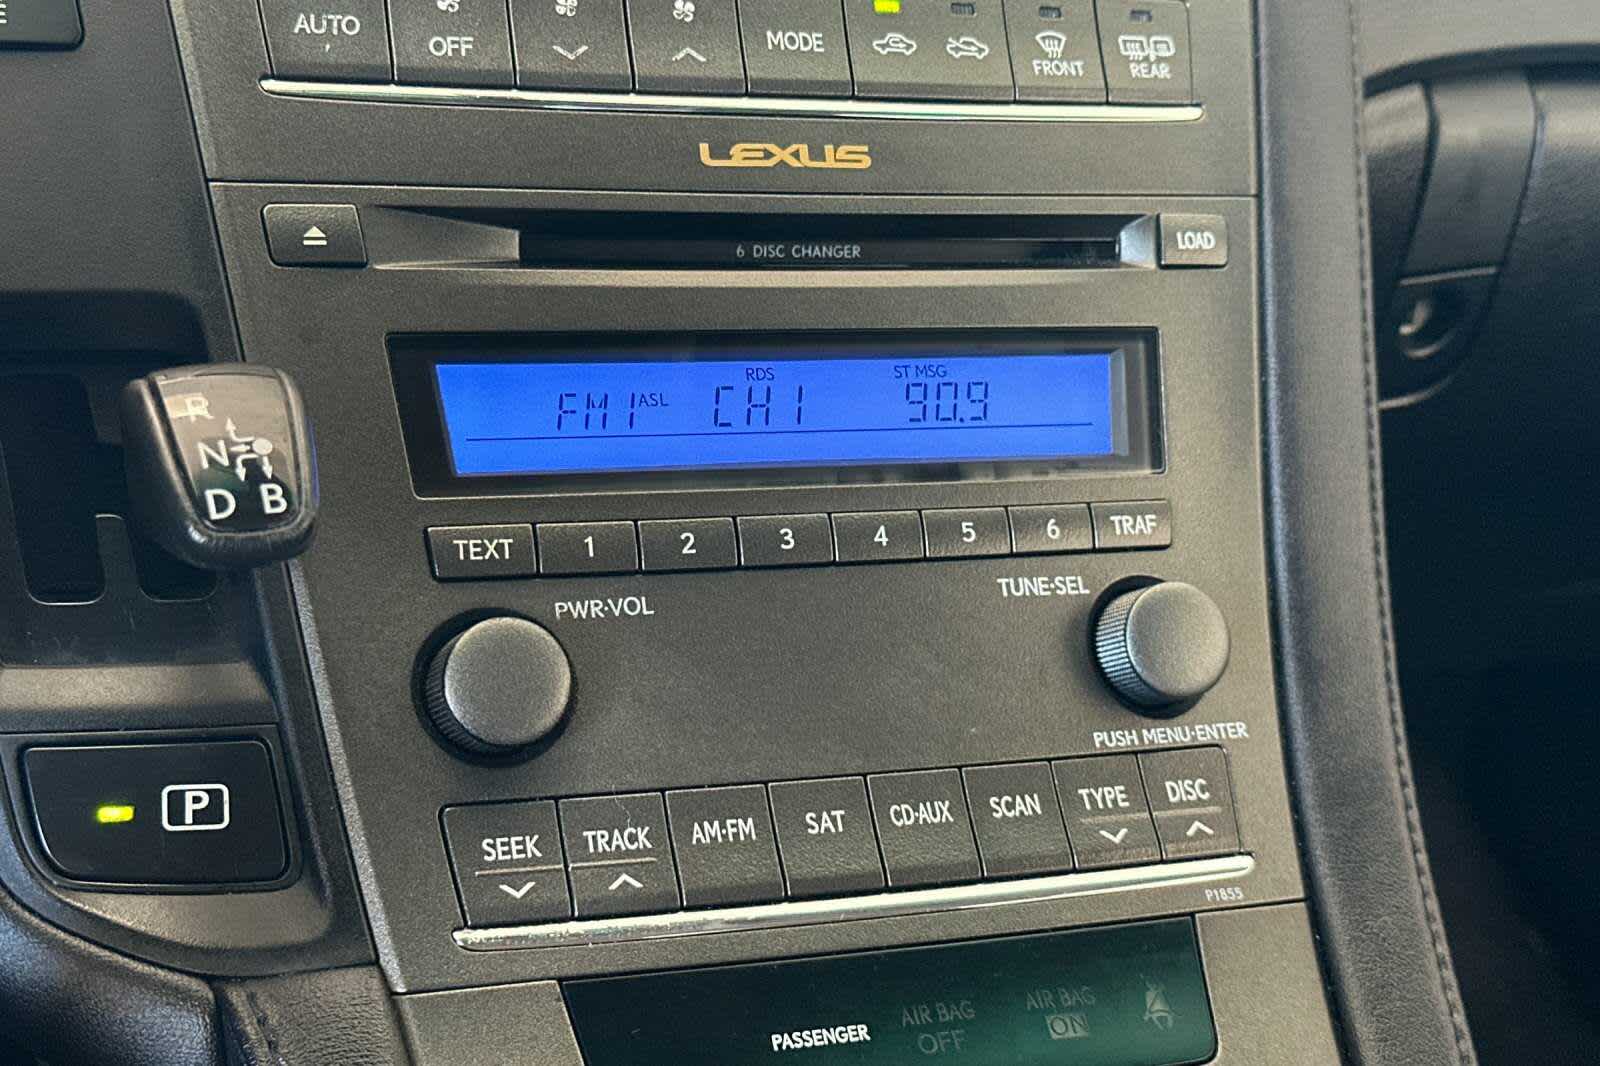 AUTO
OFF
MODE
FRONT
REAR
LEXUS
6 DISC CHANGER
LOAD
RDS
ST MSG
FM1 ASL CH1 90.9
R
N
D B
TEXT 1 2 3 4 5 6 TRAF
PWR·VOL
TUNE·SEL
PUSH MENU·ENTER
P
SEEK TRACK AM·FM SAT CD·AUX SCAN TYPE DISC
P1855
PASSENGER
AIR BAG OFF
AIR BAG ON